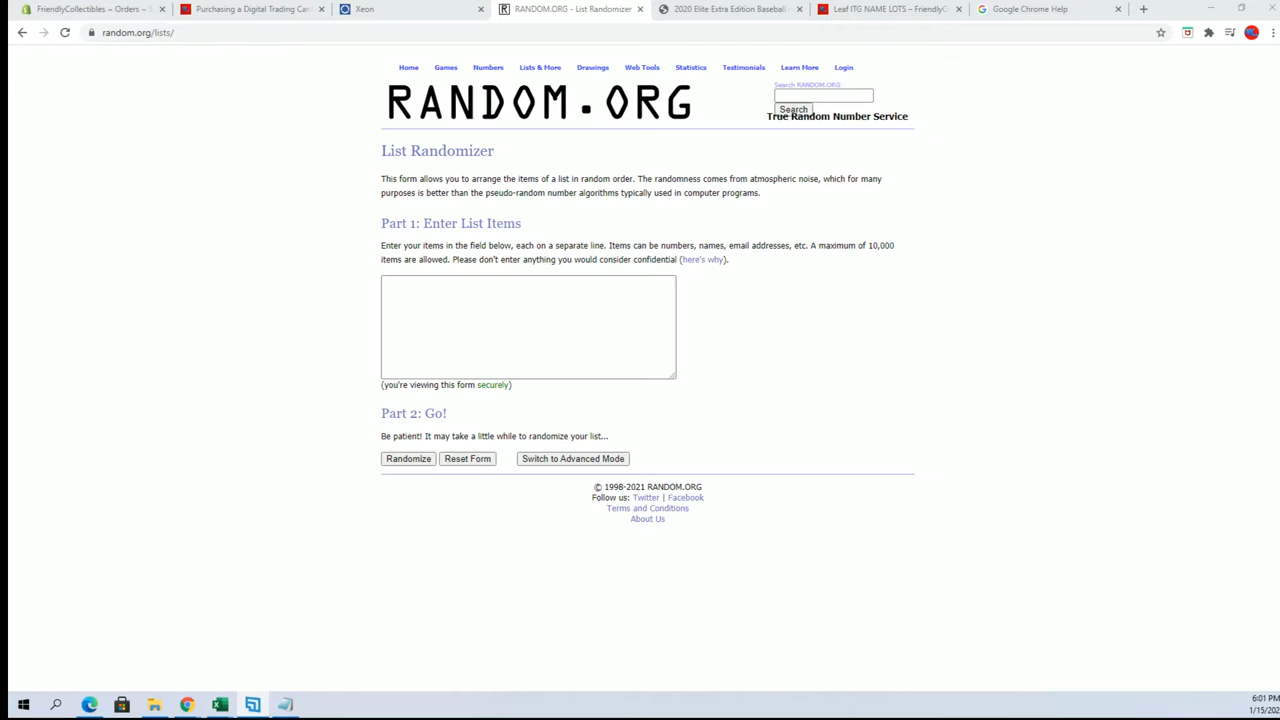 FriendlyCollectibles ~ Orders ~ S
Purchasing a Digital Trading Car
Xeon
RANDOM.ORG - List Randomizer
2020 Elite Extra Edition Baseball -
Leaf ITG NAME LOTS – FriendlyC
Google Chrome Help
random.org/lists/
Home Games Numbers Lists & More Drawings Web Tools Statistics Testimonials Learn More Login
Search RANDOM.ORG
RANDOM.ORG
Search
True Random Number Service
List Randomizer
This form allows you to arrange the items of a list in random order. The randomness comes from atmospheric noise, which for many
purposes is better than the pseudo-random number algorithms typically used in computer programs.
Part 1: Enter List Items
Enter your items in the field below, each on a separate line. Items can be numbers, names, email addresses, etc. A maximum of 10,000
items are allowed. Please don't enter anything you would consider confidential (here's why).
(you're viewing this form securely)
Part 2: Go!
Be patient! It may take a little while to randomize your list...
Randomize Reset Form Switch to Advanced Mode
© 1998-2021 RANDOM.ORG
Follow us: Twitter | Facebook
Terms and Conditions
About Us
6:01 PM
1/15/202